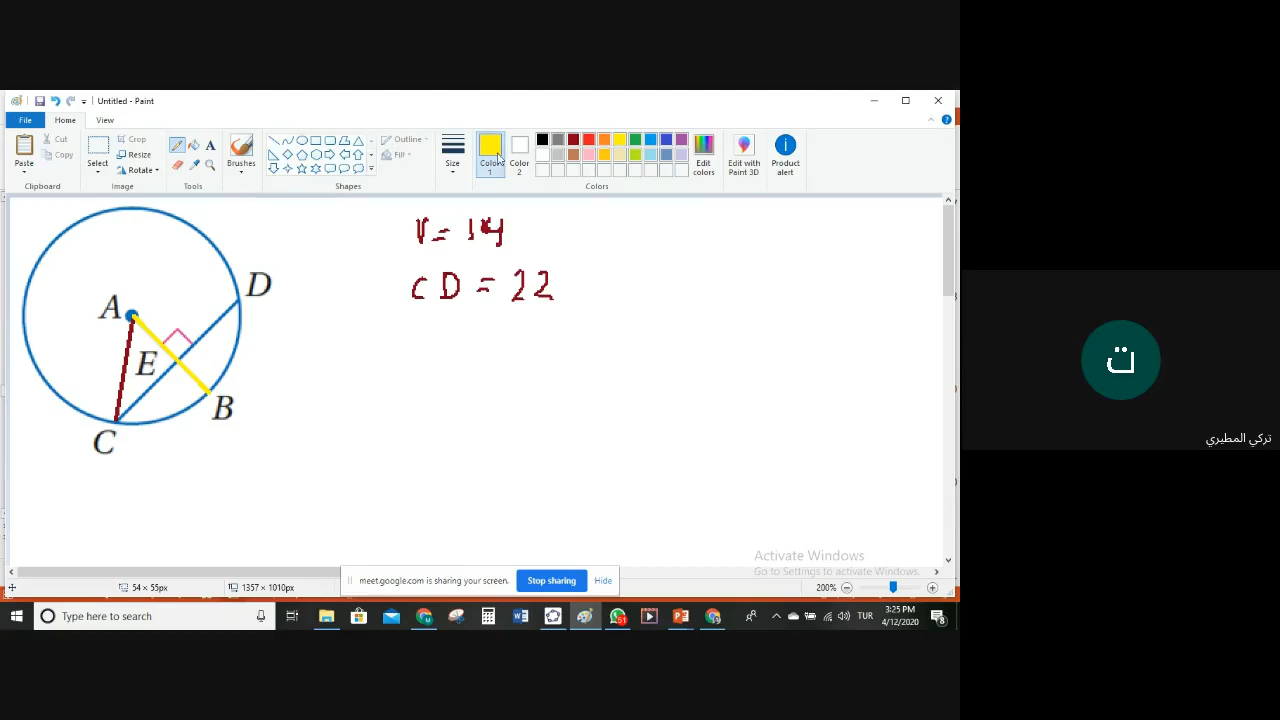 Untitled - Paint
File
Home
View
Paste
Cut
Copy
Clipboard
Select
Crop
Resize
Rotate
Image
A
Tools
Brushes
Outline
Fill
Shapes
Size
Color 1
Color 2
Edit colors
Colors
Edit with Paint 3D
Product alert
r = 14
CD = 22
D
A
E
B
C
ت
تركي المطيري
Activate Windows
Go to Settings to activate Windows.
meet.google.com is sharing your screen.
Stop sharing
Hide
54 × 55px
1357 × 1010px
200%
Type here to search
51
TUR
3:25 PM
4/12/2020
8